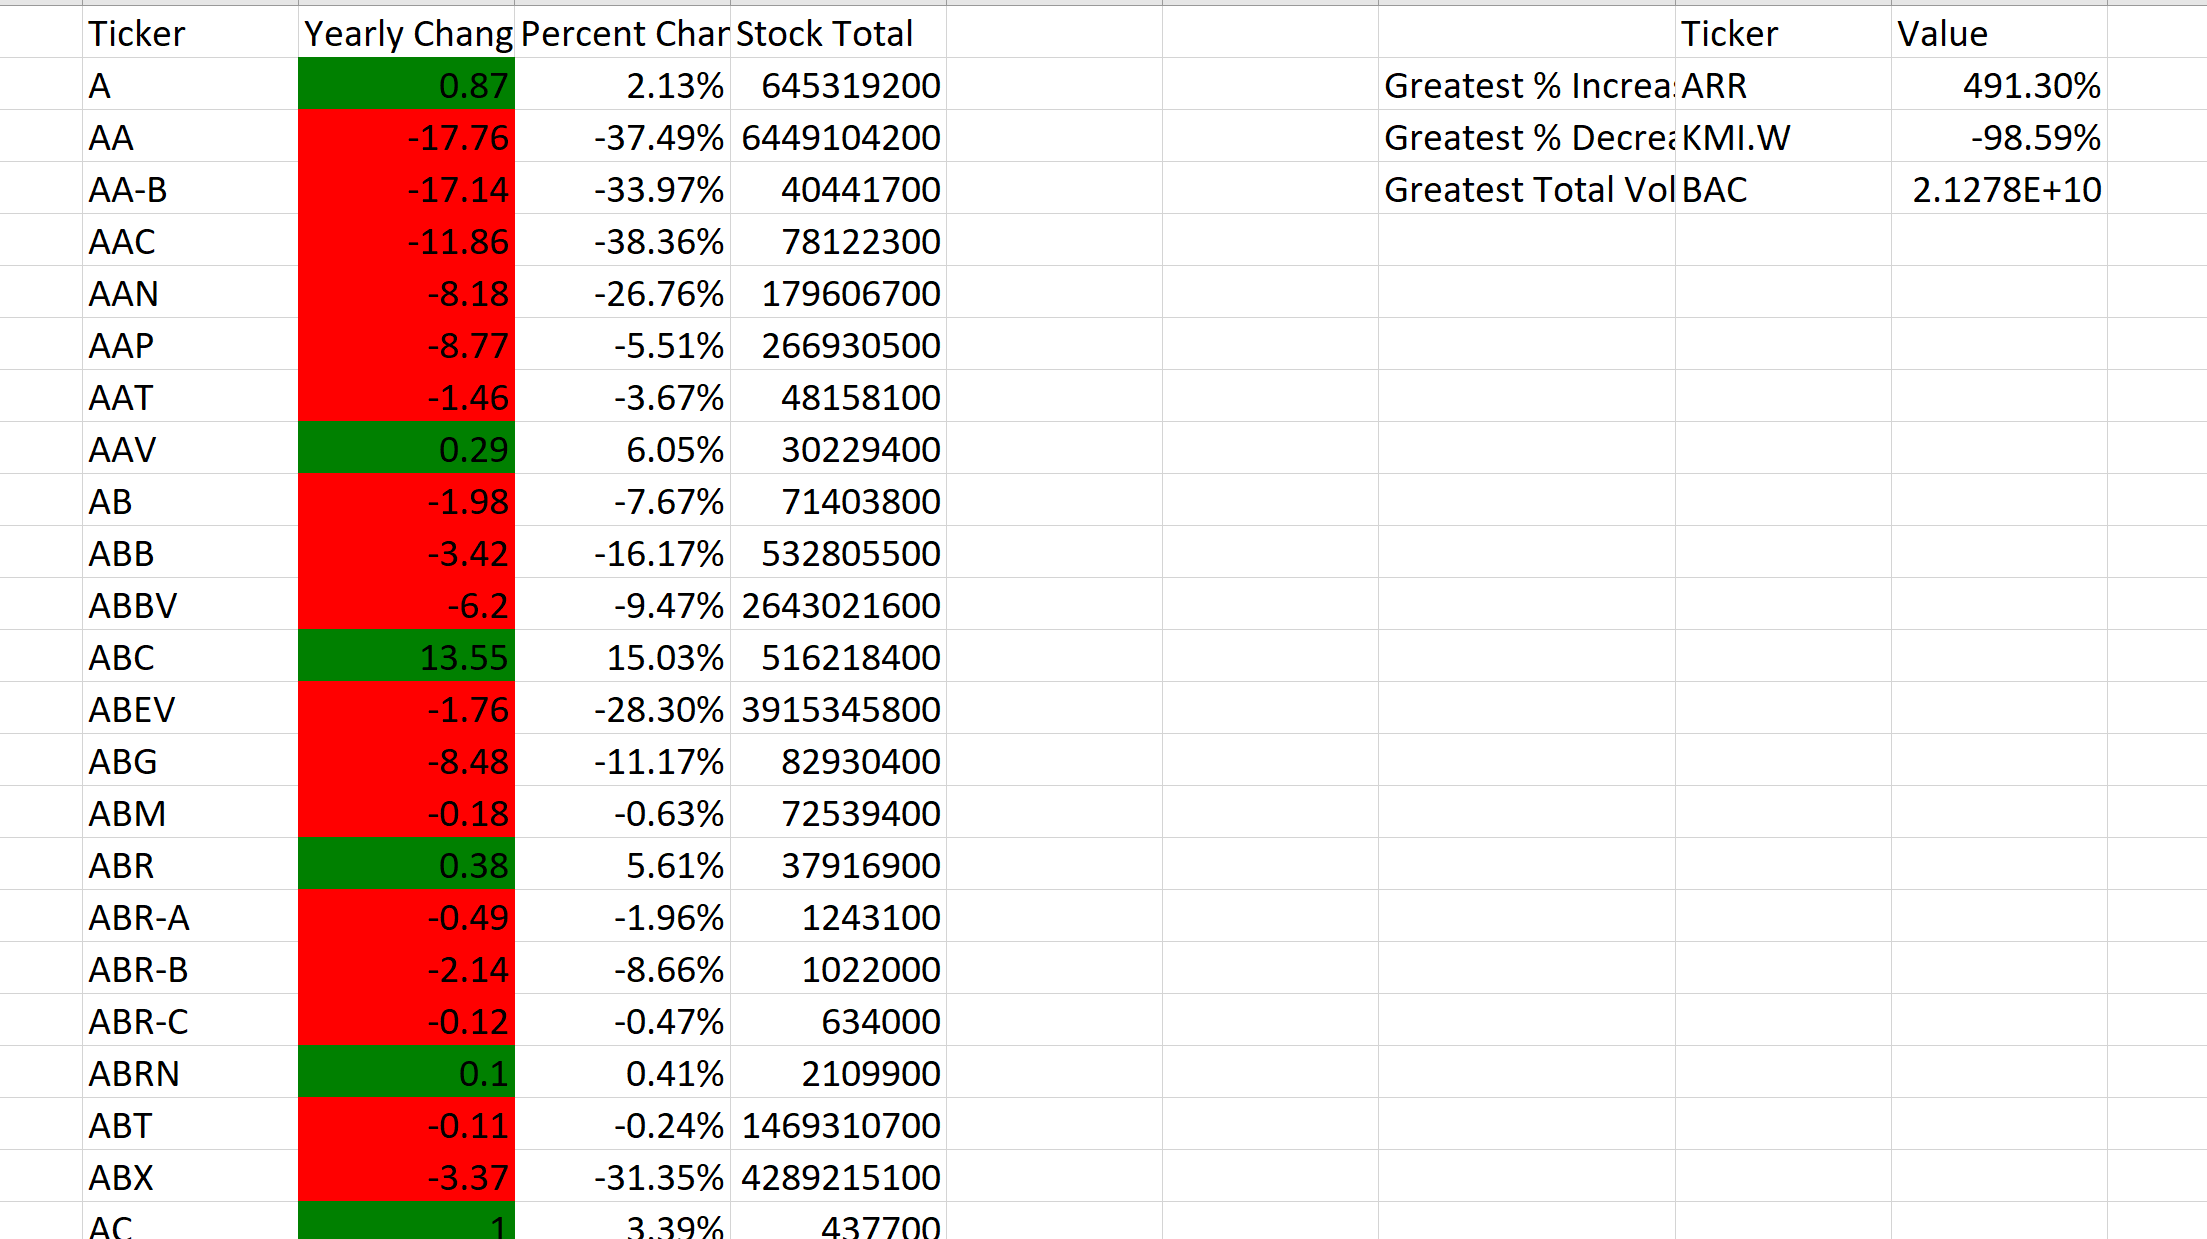 Ticker Yearly Chang Percent Char Stock Total Ticker Value
A 0.87 2.13% 645319200 Greatest % Increas ARR 491.30%
AA -17.76 -37.49% 6449104200 Greatest % Decrea KMI.W -98.59%
AA-B -17.14 -33.97% 40441700 Greatest Total Vol BAC 2.1278E+10
AAC -11.86 -38.36% 78122300
AAN -8.18 -26.76% 179606700
AAP -8.77 -5.51% 266930500
AAT -1.46 -3.67% 48158100
AAV 0.29 6.05% 30229400
AB -1.98 -7.67% 71403800
ABB -3.42 -16.17% 532805500
ABBV -6.2 -9.47% 2643021600
ABC 13.55 15.03% 516218400
ABEV -1.76 -28.30% 3915345800
ABG -8.48 -11.17% 82930400
ABM -0.18 -0.63% 72539400
ABR 0.38 5.61% 37916900
ABR-A -0.49 -1.96% 1243100
ABR-B -2.14 -8.66% 1022000
ABR-C -0.12 -0.47% 634000
ABRN 0.1 0.41% 2109900
ABT -0.11 -0.24% 1469310700
ABX -3.37 -31.35% 4289215100
AC 1 3.39% 437700